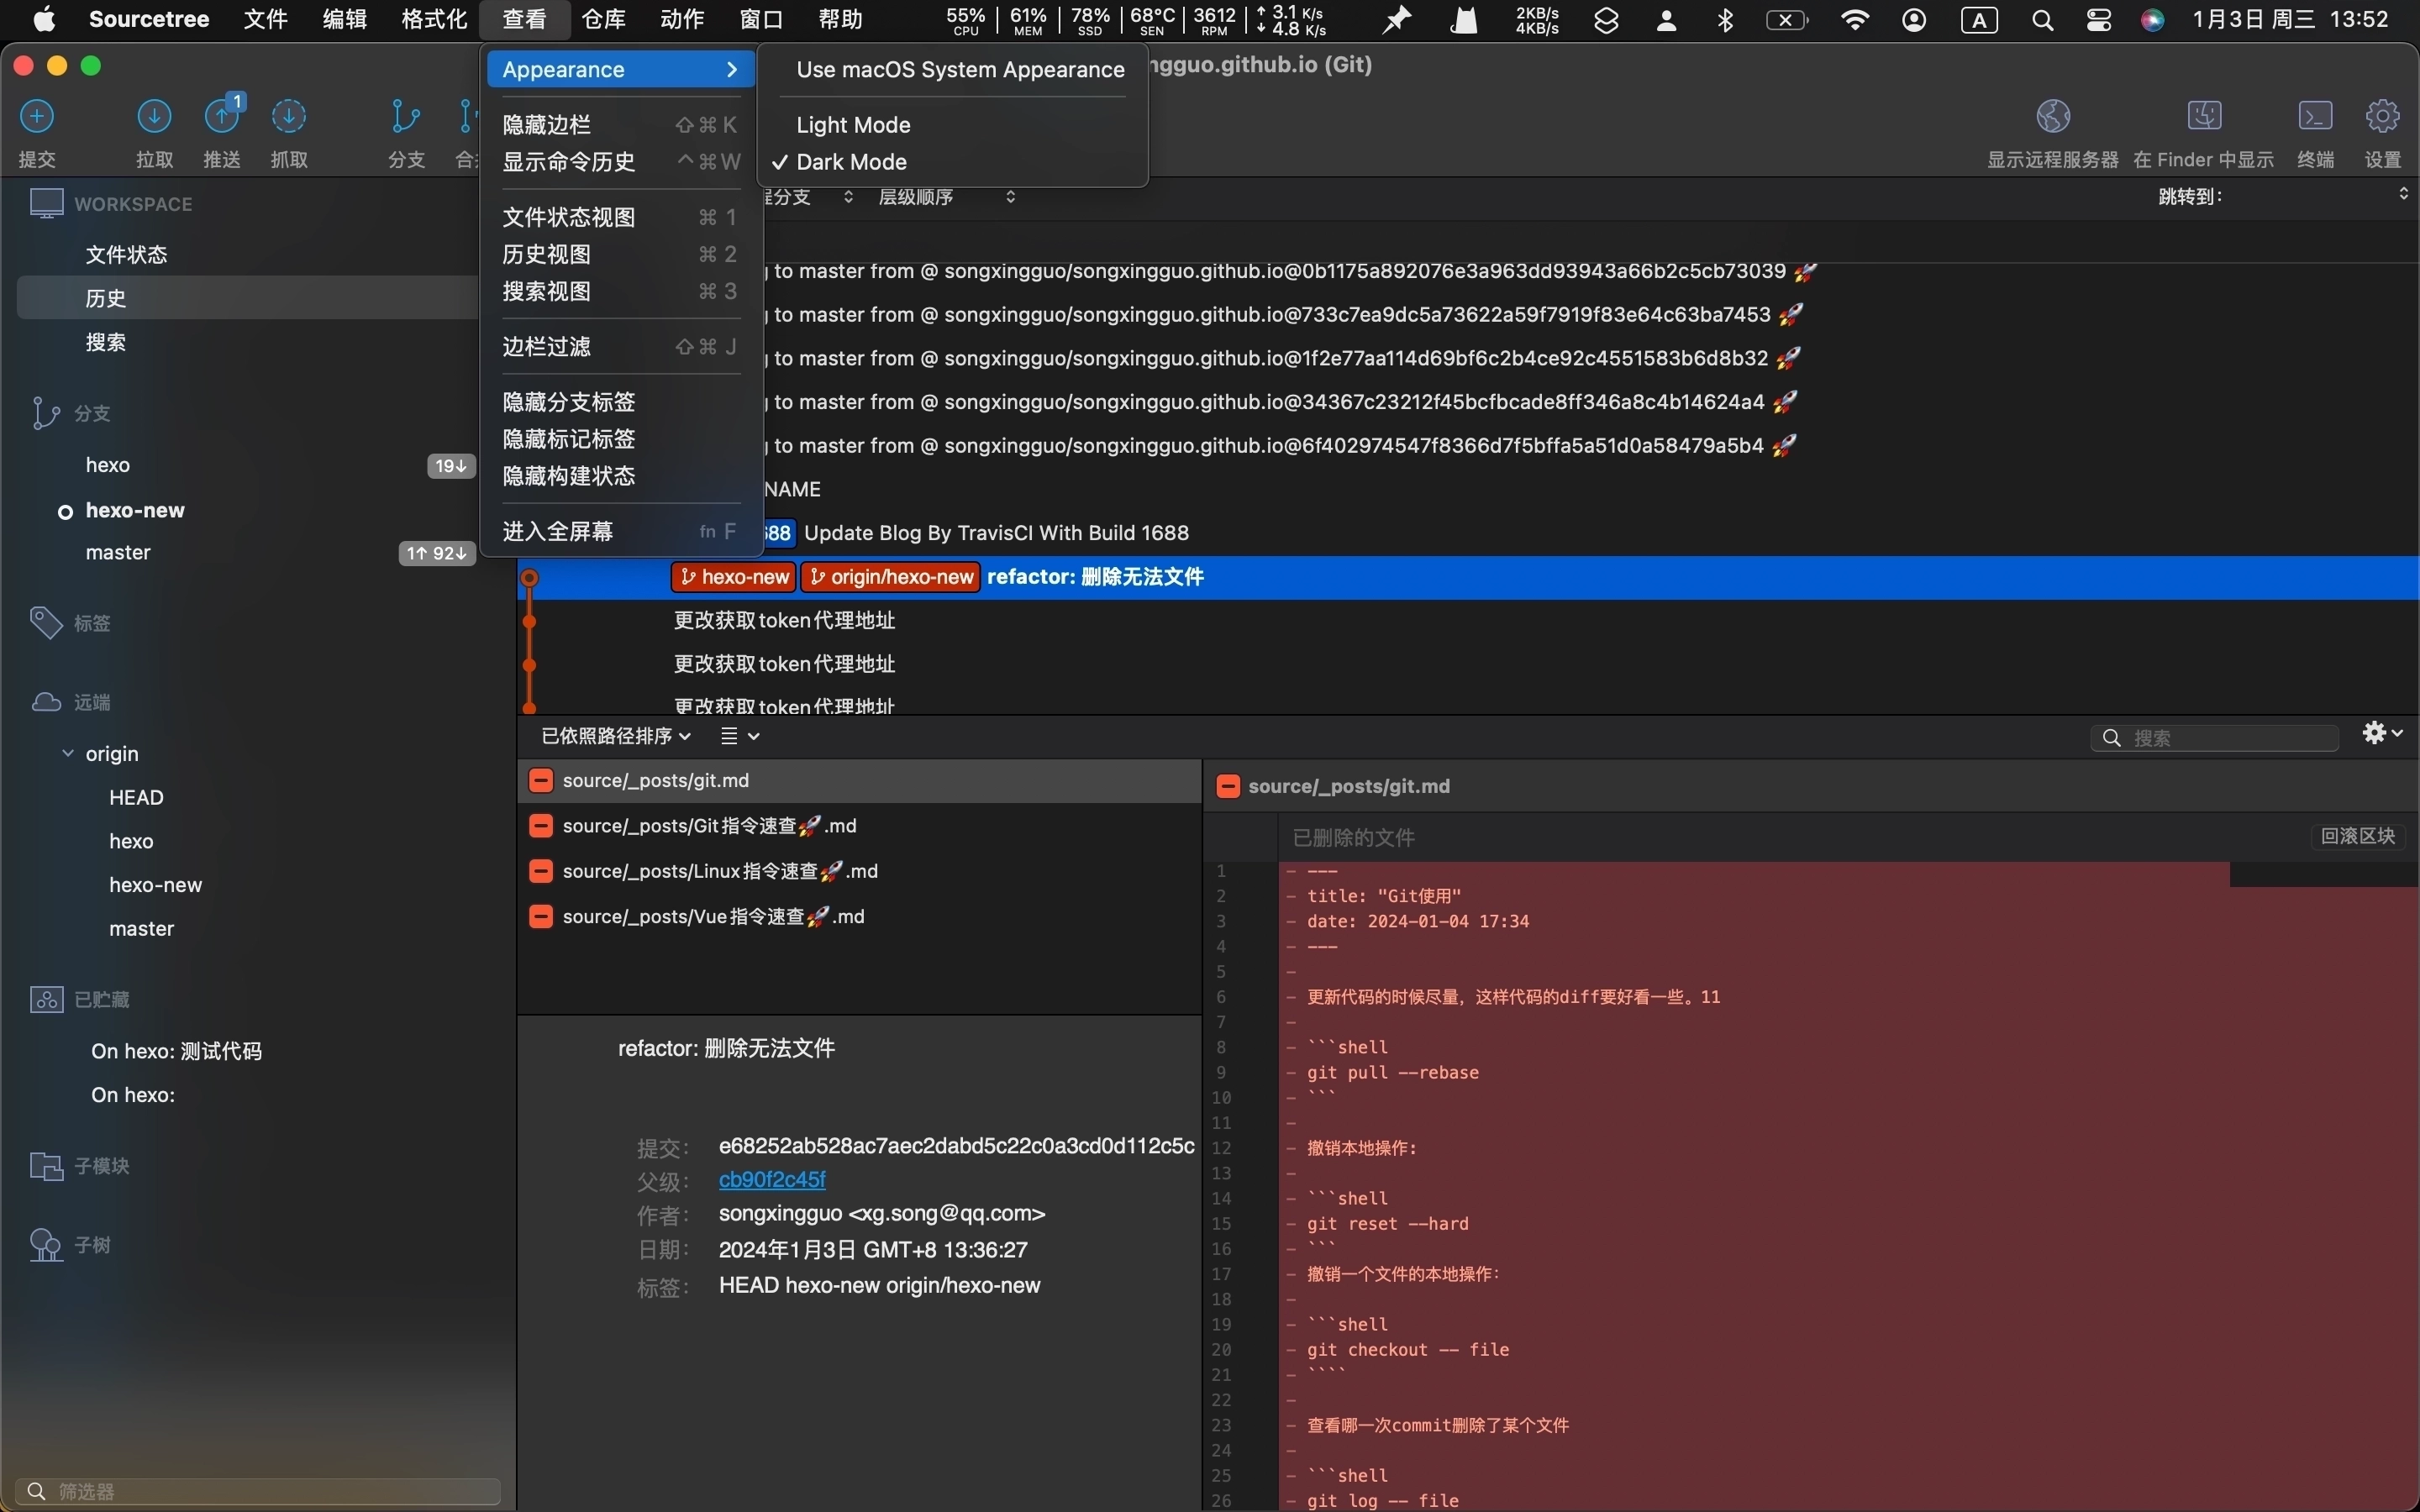 Sourcetree 文件 编辑 格式化 查看 仓库 动作 窗口 帮助 55% CPU 61% MEM 78% SSD 68°C SEN 3612 RPM ↑ 3.1 K/s ↓ 4.8 K/s 2KB/s 4KB/s A 1月3日 周三 13:52
ngguo.github.io (Git)
提交 拉取 1 推送 抓取 分支 合 显示远程服务器 在 Finder 中显示 终端 设置
Appearance
隐藏边栏 ⇧⌘K
显示命令历史 ^⌘W
文件状态视图 ⌘1
历史视图 ⌘2
搜索视图 ⌘3
边栏过滤 ⇧⌘J
隐藏分支标签
隐藏标记标签
隐藏构建状态
进入全屏幕 fn F
Use macOS System Appearance
Light Mode
✓ Dark Mode
WORKSPACE
文件状态
历史
搜索
分支
hexo 19↓
hexo-new
master 1↑ 92↓
标签
远端
origin
HEAD
hexo
hexo-new
master
已贮藏
On hexo: 测试代码
On hexo:
子模块
子树
筛选器
程分支 层级顺序 跳转到:
to master from @ songxingguo/songxingguo.github.io@0b1175a892076e3a963dd93943a66b2c5cb73039 🚀
to master from @ songxingguo/songxingguo.github.io@733c7ea9dc5a73622a59f7919f83e64c63ba7453 🚀
to master from @ songxingguo/songxingguo.github.io@1f2e77aa114d69bf6c2b4ce92c4551583b6d8b32 🚀
to master from @ songxingguo/songxingguo.github.io@34367c23212f45bcfbcade8ff346a8c4b14624a4 🚀
to master from @ songxingguo/songxingguo.github.io@6f402974547f8366d7f5bffa5a51d0a58479a5b4 🚀
NAME
688 Update Blog By TravisCI With Build 1688
hexo-new origin/hexo-new refactor: 删除无法文件
更改获取token代理地址
更改获取token代理地址
更改获取token代理地址
已依照路径排序 搜索
source/_posts/git.md
source/_posts/Git指令速查🚀.md
source/_posts/Linux指令速查🚀.md
source/_posts/Vue指令速查🚀.md
refactor: 删除无法文件
提交: e68252ab528ac7aec2dabd5c22c0a3cd0d112c5c
父级: cb90f2c45f
作者: songxingguo <xg.song@qq.com>
日期: 2024年1月3日 GMT+8 13:36:27
标签: HEAD hexo-new origin/hexo-new
source/_posts/git.md
已删除的文件 回滚区块
1 - ---
2 - title: "Git使用"
3 - date: 2024-01-04 17:34
4 - ---
5 -
6 - 更新代码的时候尽量，这样代码的diff要好看一些。11
7 -
8 - ```shell
9 - git pull --rebase
10 - ```
11 -
12 - 撤销本地操作:
13 -
14 - ```shell
15 - git reset --hard
16 - ```
17 - 撤销一个文件的本地操作:
18 -
19 - ```shell
20 - git checkout -- file
21 - ````
22 -
23 - 查看哪一次commit删除了某个文件
24 -
25 - ```shell
26 - git log -- file